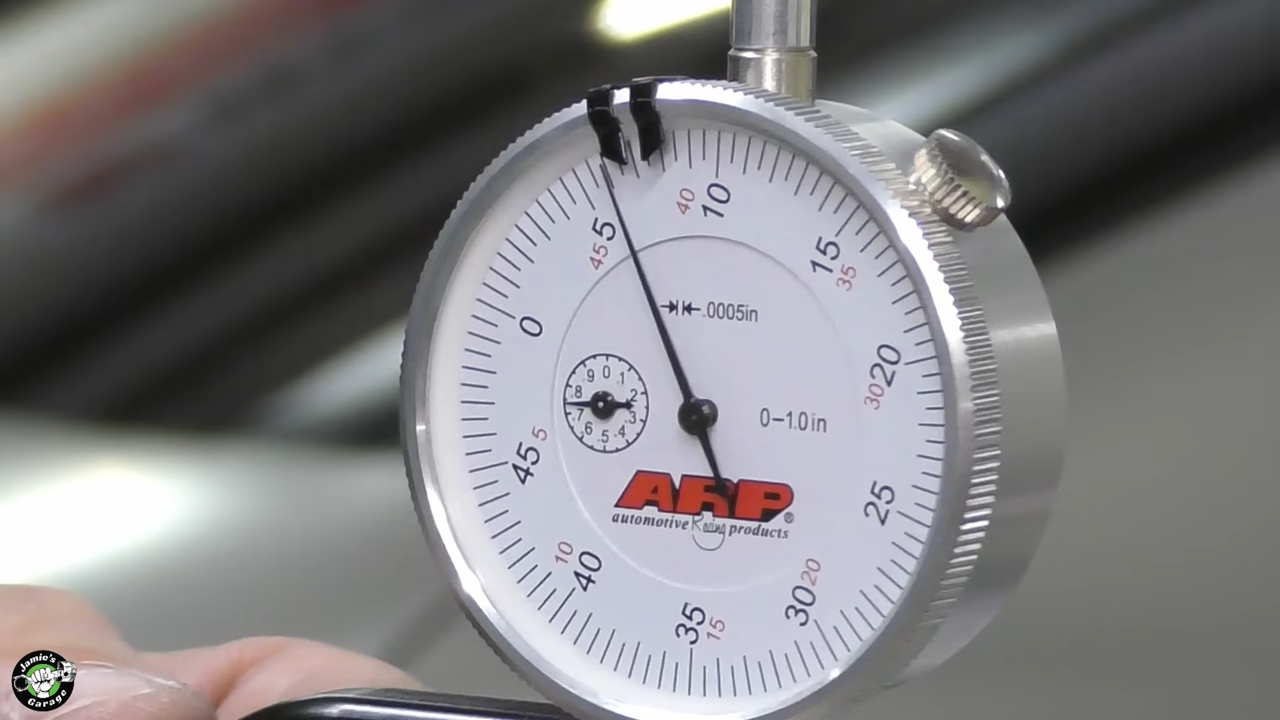 40 10
5
45
15
35
.0005in
0
9 0 1
8 2
7 3
6 5 4
20
30
0–1.0in
45 5
ARP®
automotive Racing products
25
10
40
30 20
35 15
Jamie's
Garage